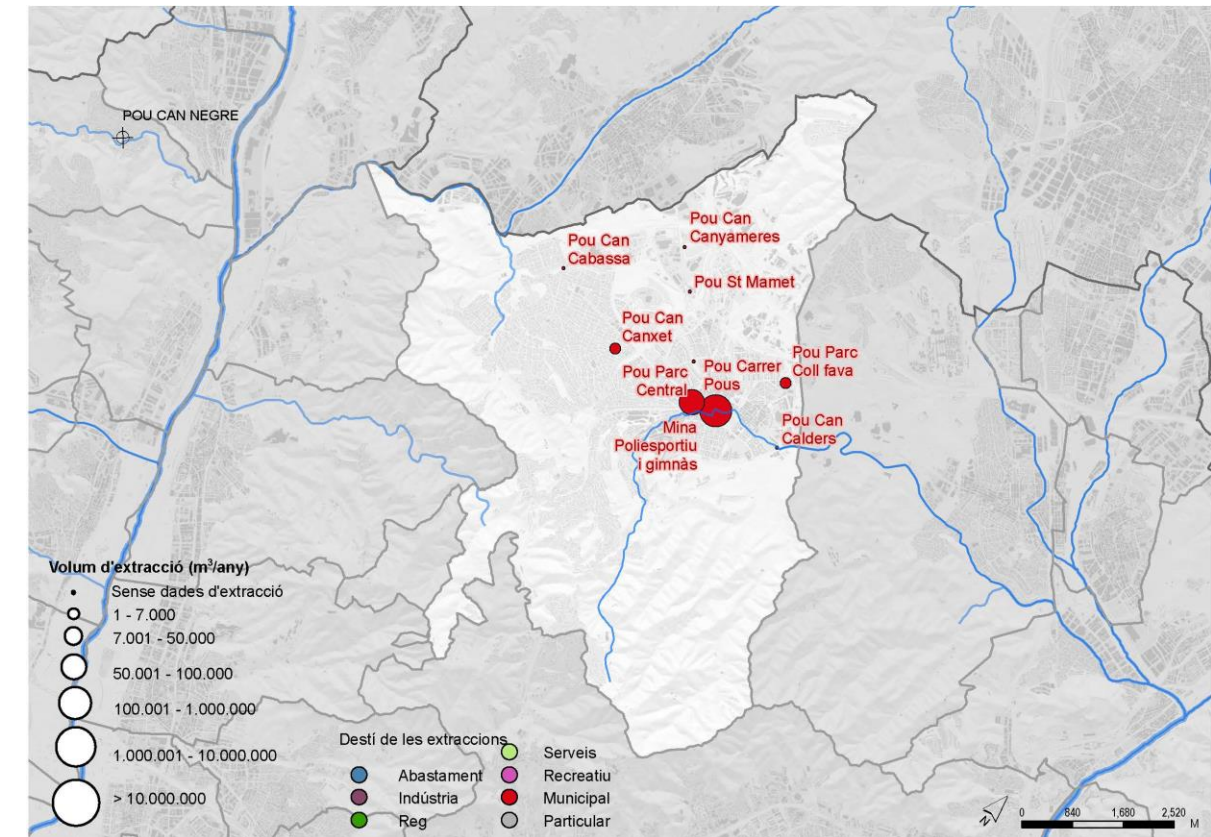 POU CAN NEGRE
Pou Can
Canyameres
Pou Can
Cabassa
Pou St Mamet
Pou Can
Canxet
Pou Parc
Coll fava
Pou Carrer
Pous
Pou Parc
Central
Pou Can
Calders
Mina
Poliesportiu
i gimnàs
Volum d'extracció (m³/any)
Sense dades d'extracció
1 - 7.000
7.001 - 50.000
50.001 - 100.000
100.001 - 1.000.000
1.000.001 - 10.000.000
> 10.000.000
Destí de les extraccions
Abastament
Indústria
Reg
Serveis
Recreatiu
Municipal
Particular
N
0 840 1,680 2,520
M